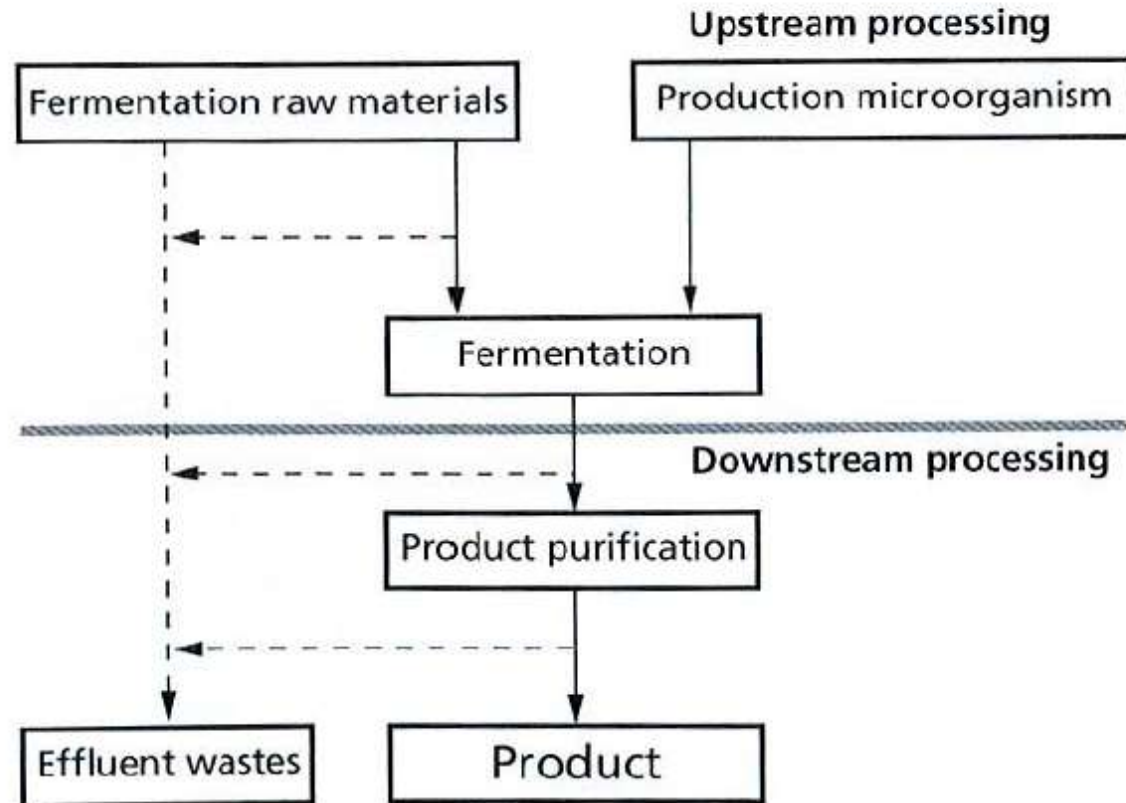 Upstream processing
Fermentation raw materials
Production microorganism
Fermentation
Downstream processing
Product purification
Effluent wastes
Product